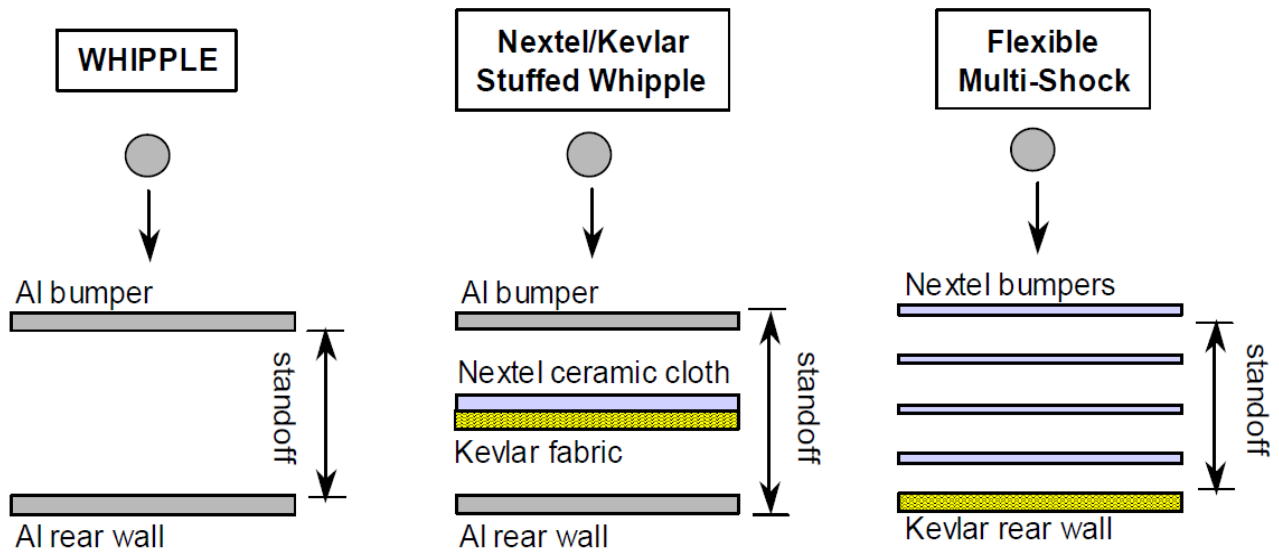 WHIPPLE
Al bumper
standoff
Al rear wall
Nextel/Kevlar
Stuffed Whipple
Al bumper
Nextel ceramic cloth
Kevlar fabric
standoff
Al rear wall
Flexible
Multi-Shock
Nextel bumpers
standoff
Kevlar rear wall